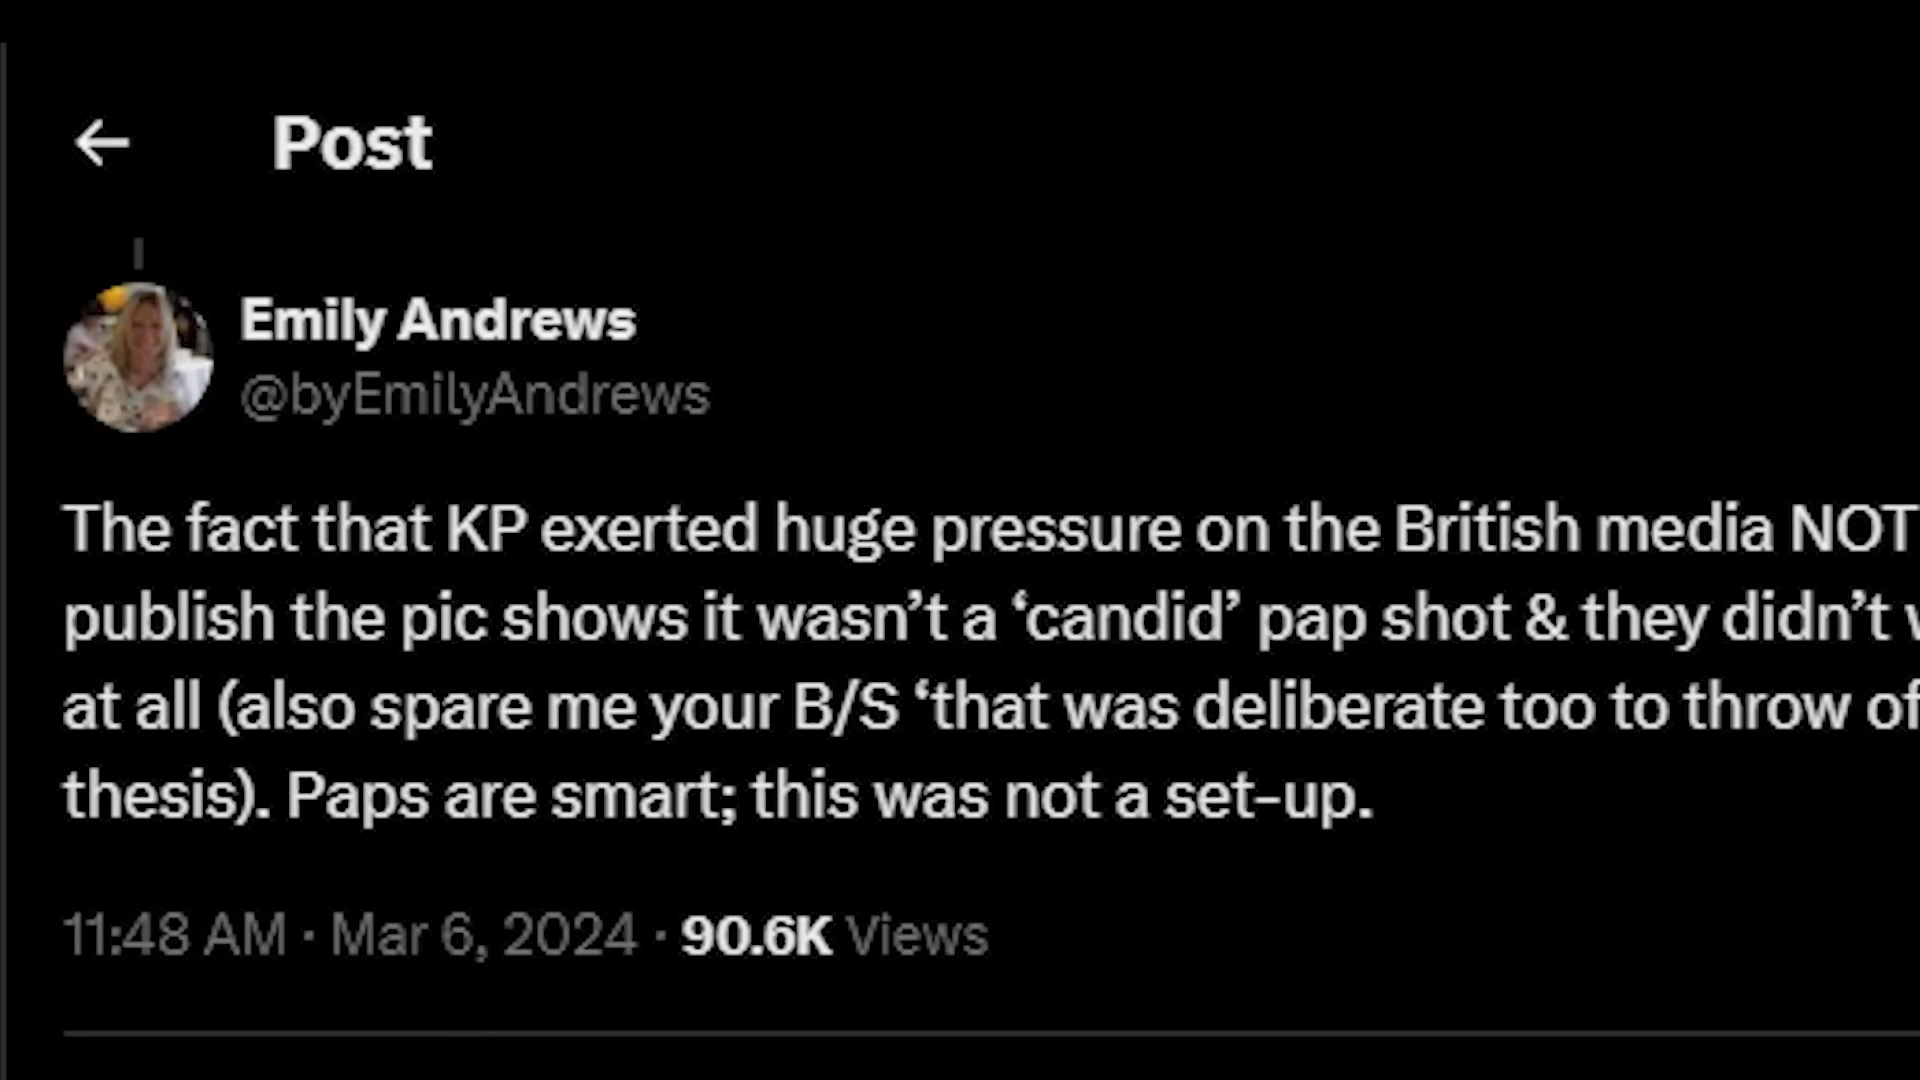 Post
Emily Andrews
@byEmilyAndrews
The fact that KP exerted huge pressure on the British media NOT
publish the pic shows it wasn’t a ‘candid’ pap shot & they didn’t
at all (also spare me your B/S ‘that was deliberate too to throw of
thesis). Paps are smart; this was not a set-up.
11:48 AM · Mar 6, 2024 · 90.6K Views